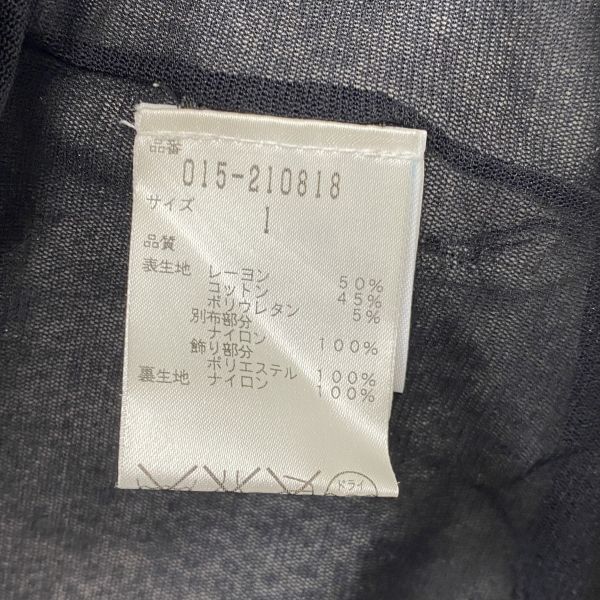 品番
015-210818
サイズ
1
品質
表生地 レーヨン 50%
コットン 45%
ポリウレタン 5%
別布部分
ナイロン 100%
飾り部分
ポリエステル 100%
裏生地 ナイロン 100%
ドライ